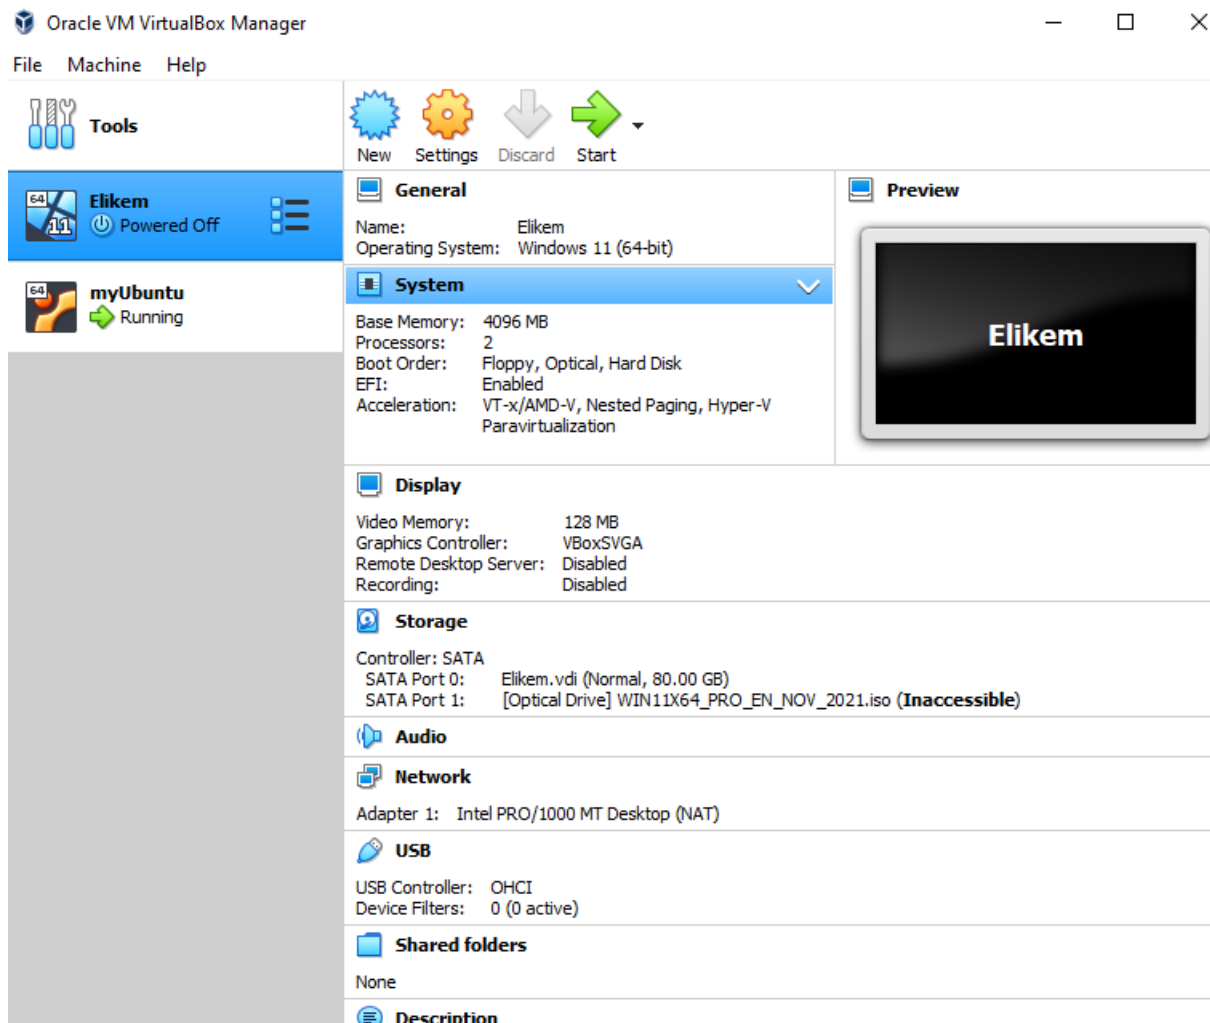 Oracle VM VirtualBox Manager
File Machine Help
Tools
New Settings Discard Start
64
11
Elikem
Powered Off
64
myUbuntu
Running
General
Name: Elikem
Operating System: Windows 11 (64-bit)
Preview
Elikem
System
Base Memory: 4096 MB
Processors: 2
Boot Order: Floppy, Optical, Hard Disk
EFI: Enabled
Acceleration: VT-x/AMD-V, Nested Paging, Hyper-V
Paravirtualization
Display
Video Memory: 128 MB
Graphics Controller: VBoxSVGA
Remote Desktop Server: Disabled
Recording: Disabled
Storage
Controller: SATA
SATA Port 0: Elikem.vdi (Normal, 80.00 GB)
SATA Port 1: [Optical Drive] WIN11X64_PRO_EN_NOV_2021.iso (Inaccessible)
Audio
Network
Adapter 1: Intel PRO/1000 MT Desktop (NAT)
USB
USB Controller: OHCI
Device Filters: 0 (0 active)
Shared folders
None
Description